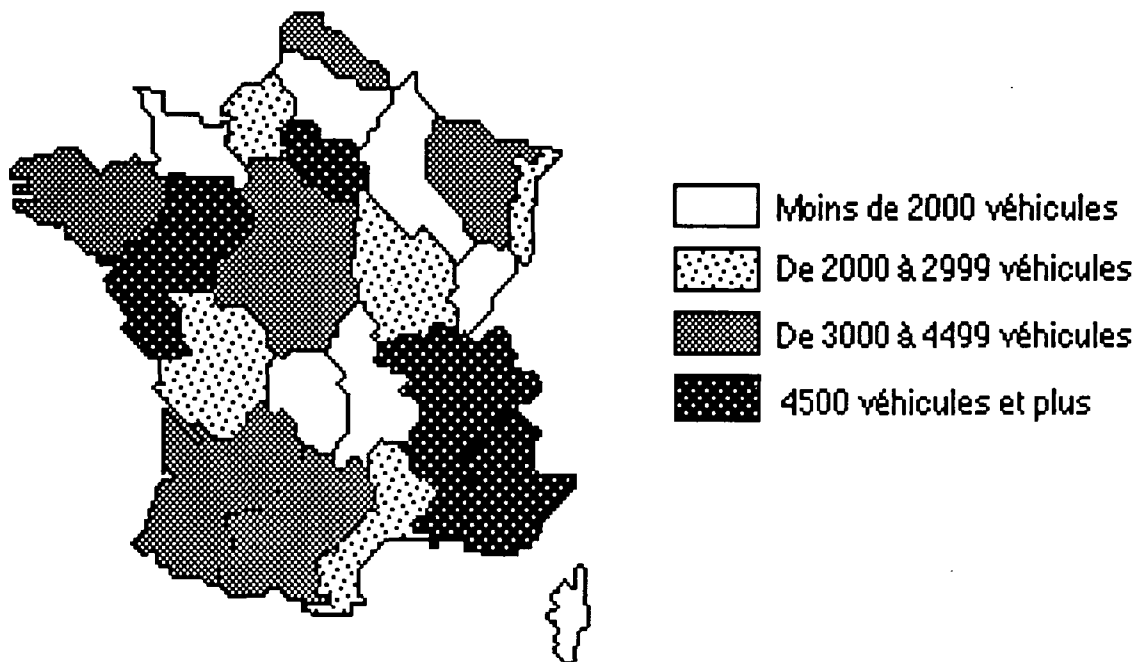 Moins de 2000 véhicules
De 2000 à 2999 véhicules
De 3000 à 4499 véhicules
4500 véhicules et plus